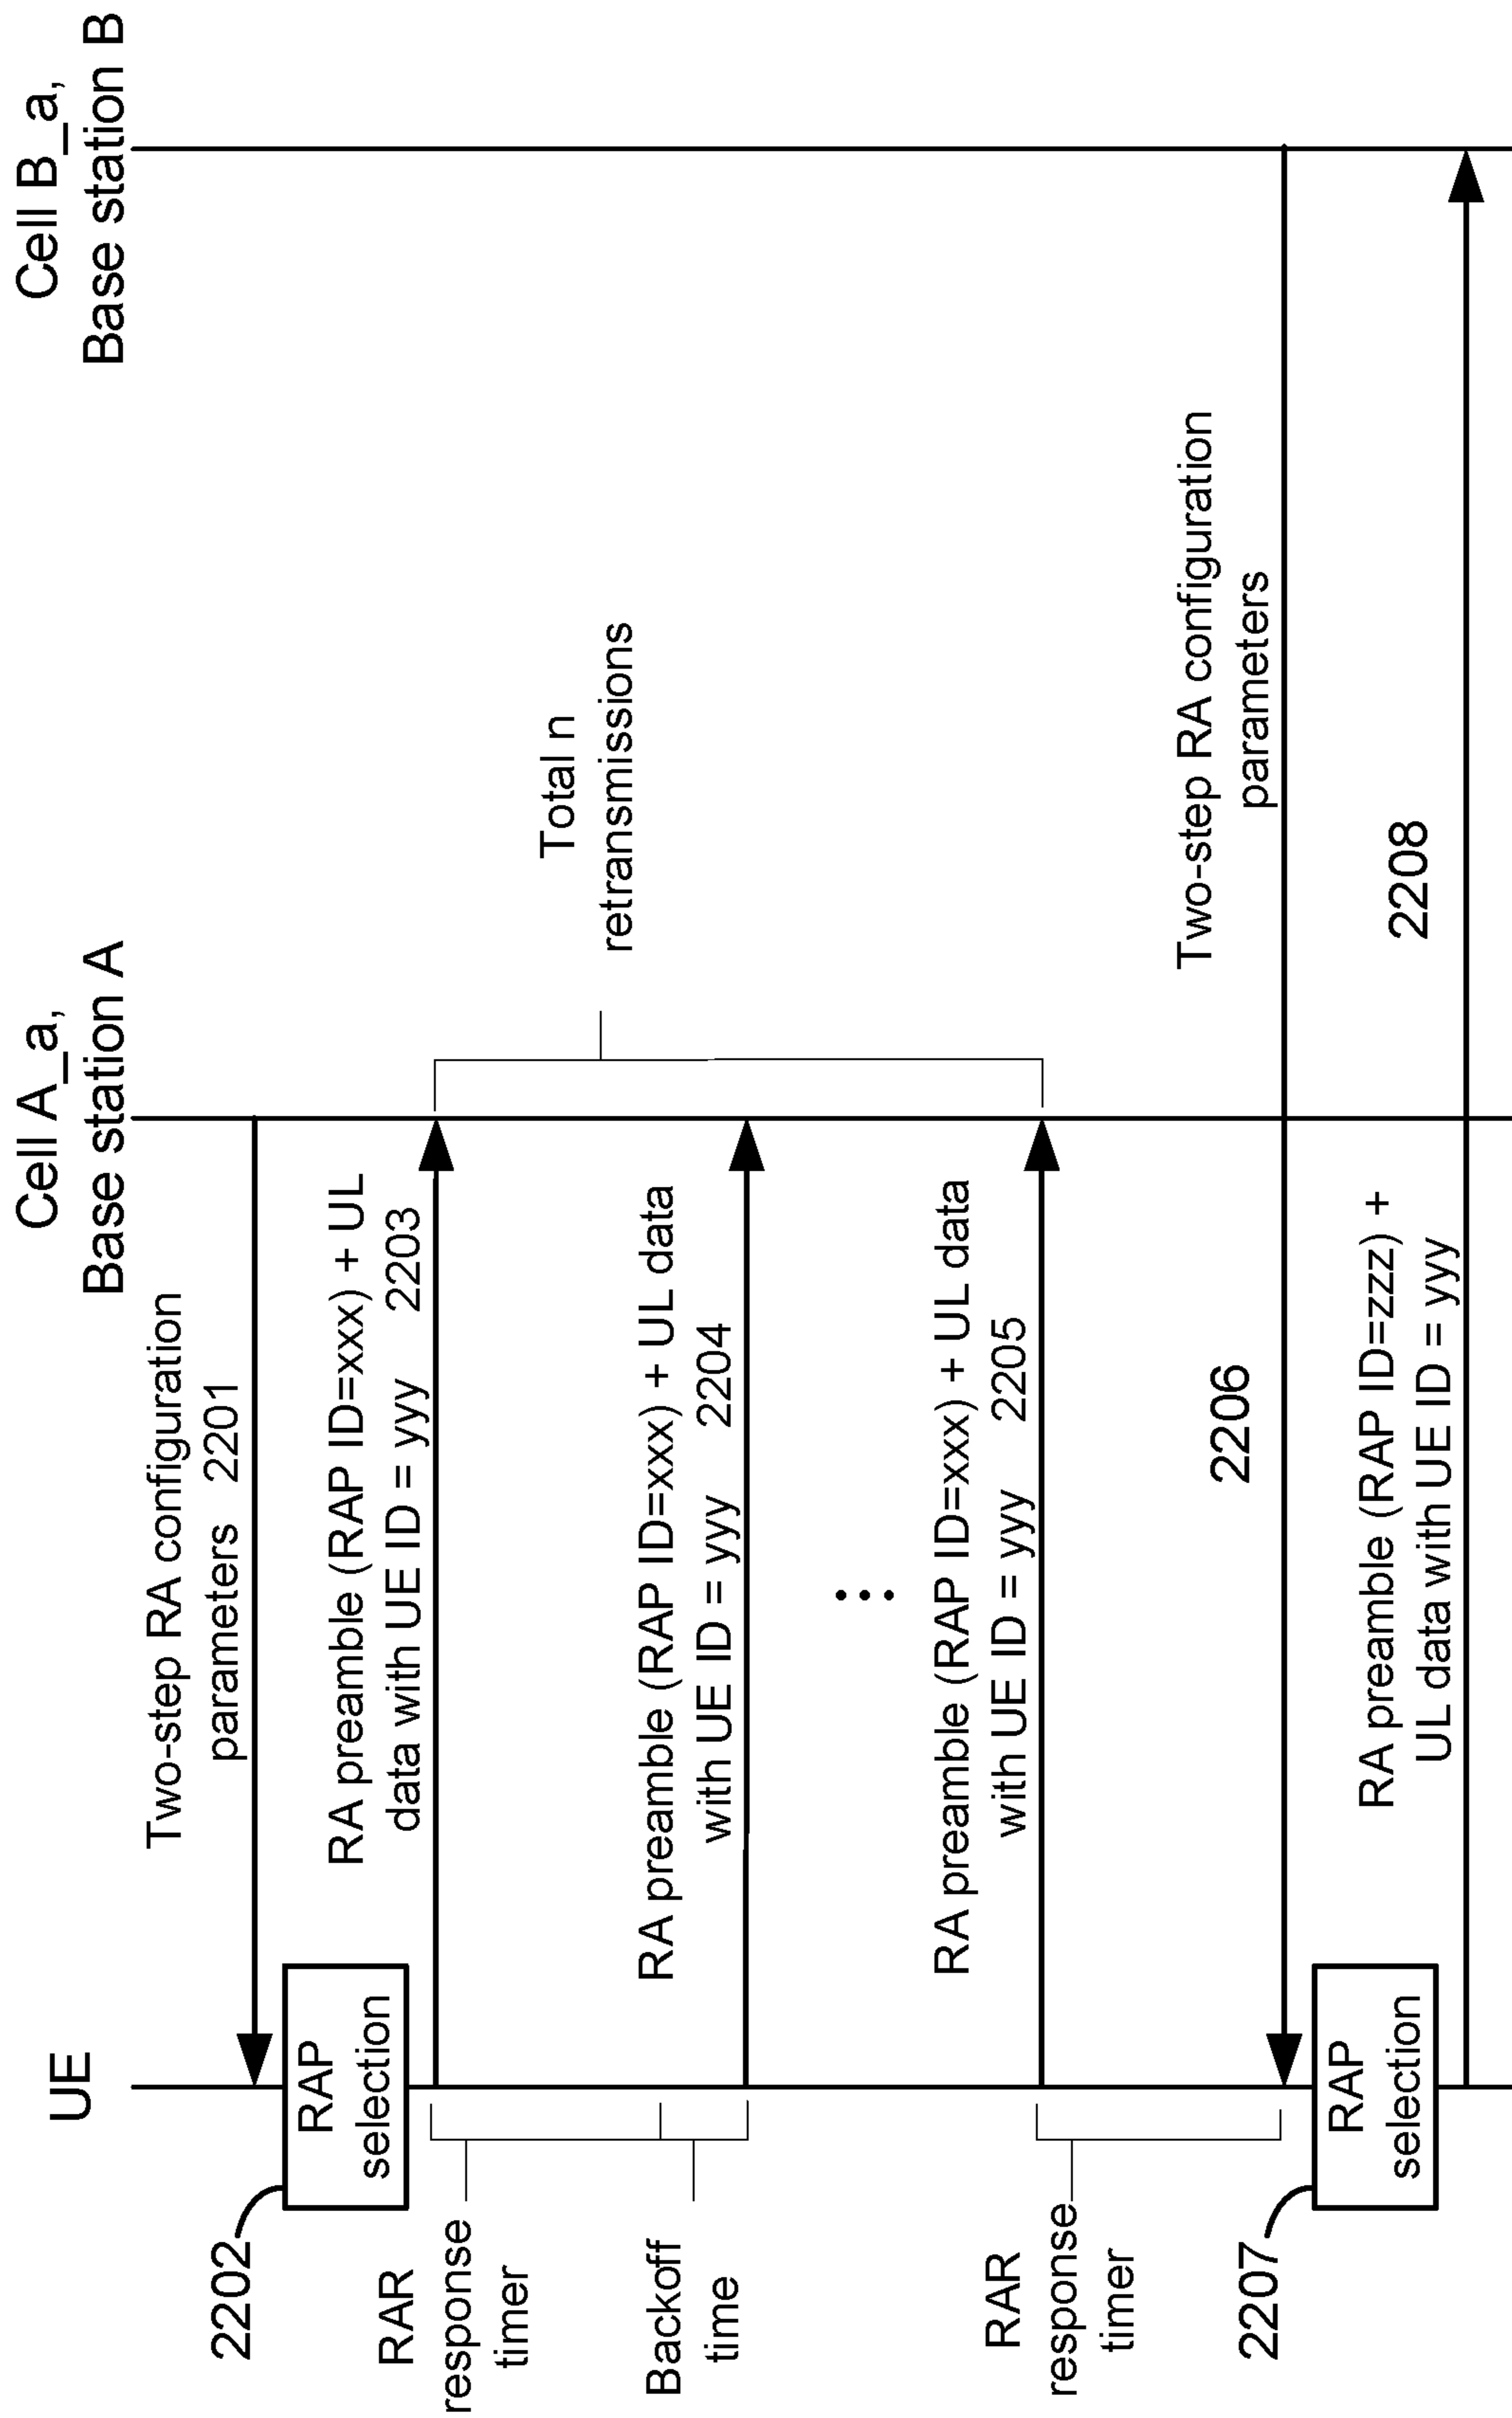 UE
Cell A_a,
Base station A
Cell B_a,
Base station B
Two-step RA configuration
parameters 2201
2202
RAP
selection
RA preamble (RAP ID=xxx) + UL
data with UE ID = yyy 2203
RAR
response
timer
Total n
retransmissions
Backoff
time
RA preamble (RAP ID=xxx) + UL data
with UE ID = yyy 2204
RA preamble (RAP ID=xxx) + UL data
with UE ID = yyy 2205
RAR
response
timer
Two-step RA configuration
parameters
2206
2207
RAP
selection
RA preamble (RAP ID=zzz) +
UL data with UE ID = yyy
2208